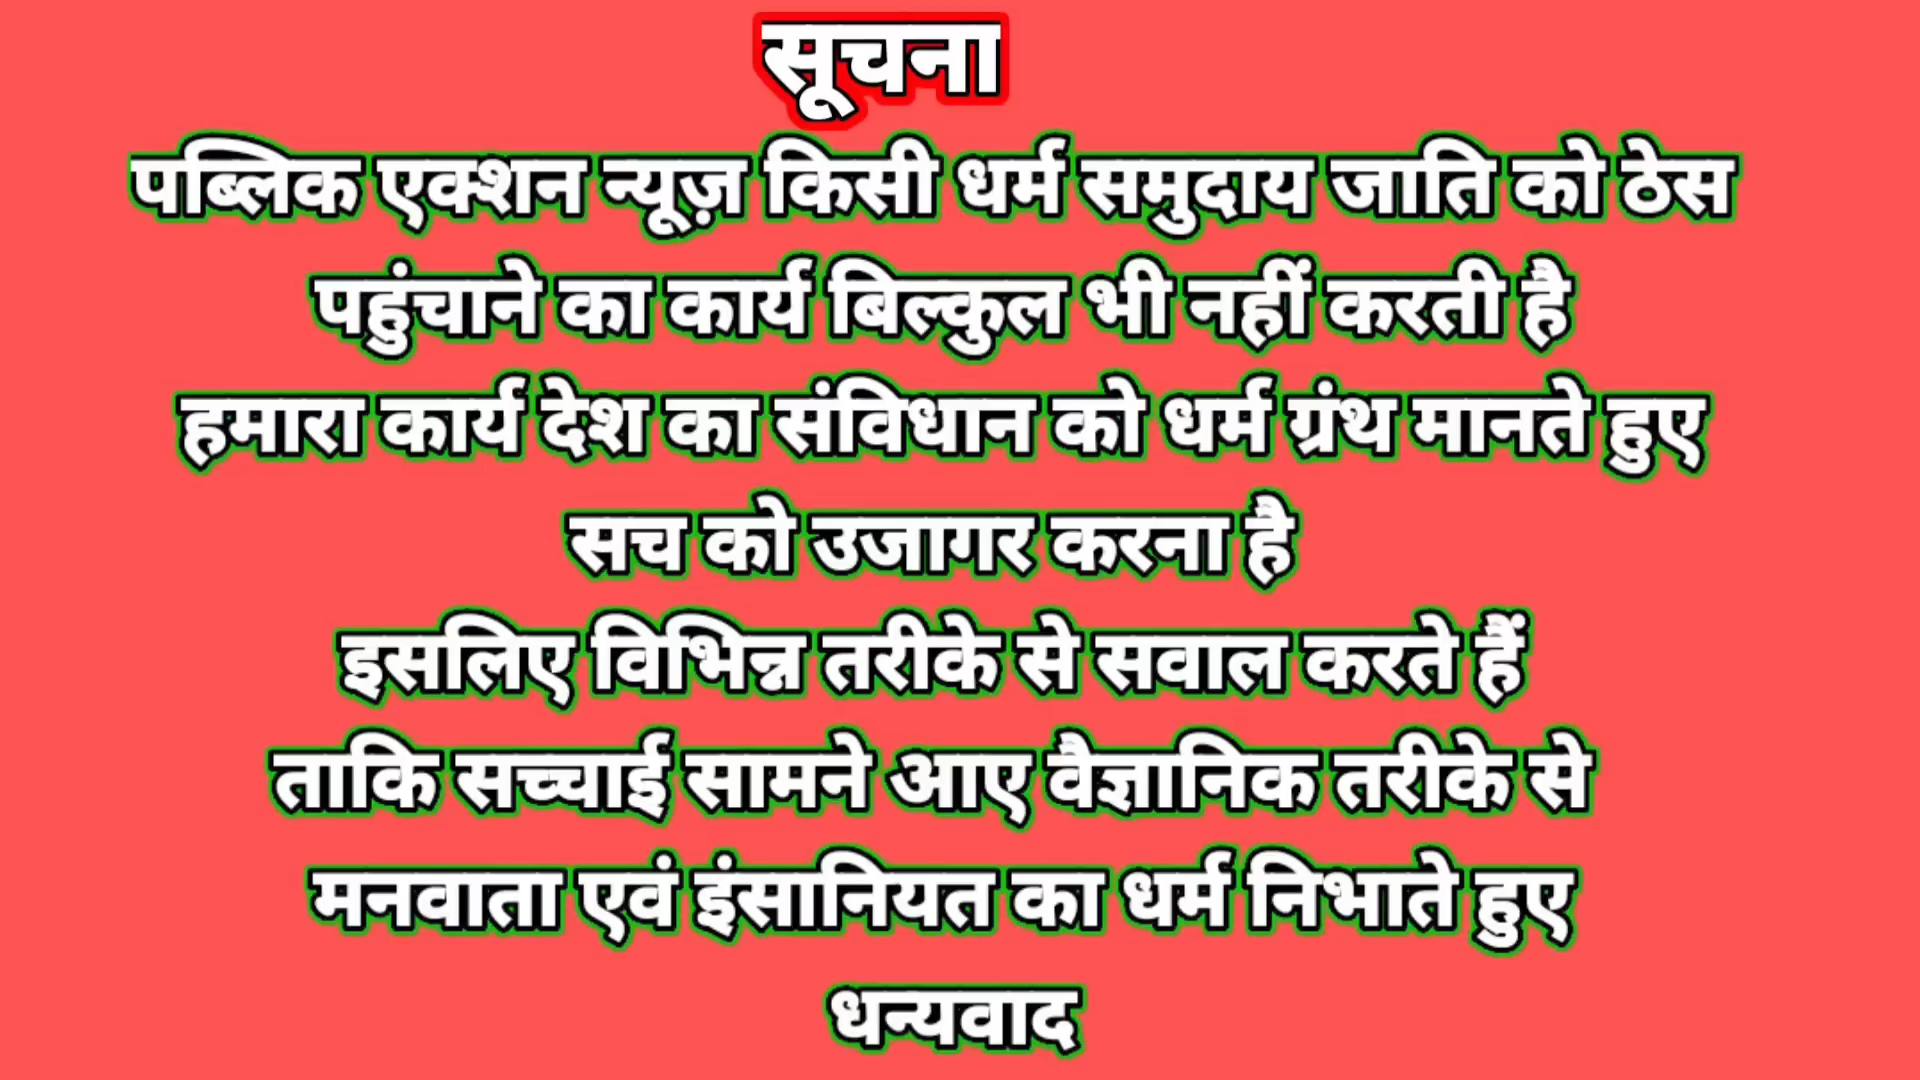 सूचना
पब्लिक एक्शन न्यूज़ किसी धर्म समुदाय जाति को ठेस
पहुंचाने का कार्य बिल्कुल भी नहीं करती है
हमारा कार्य देश का संविधान को धर्म ग्रंथ मानते हुए
सच को उजागर करना है
इसलिए विभिन्न तरीके से सवाल करते हैं
ताकि सच्चाई सामने आए वैज्ञानिक तरीके से
मनवाता एवं इंसानियत का धर्म निभाते हुए
धन्यवाद